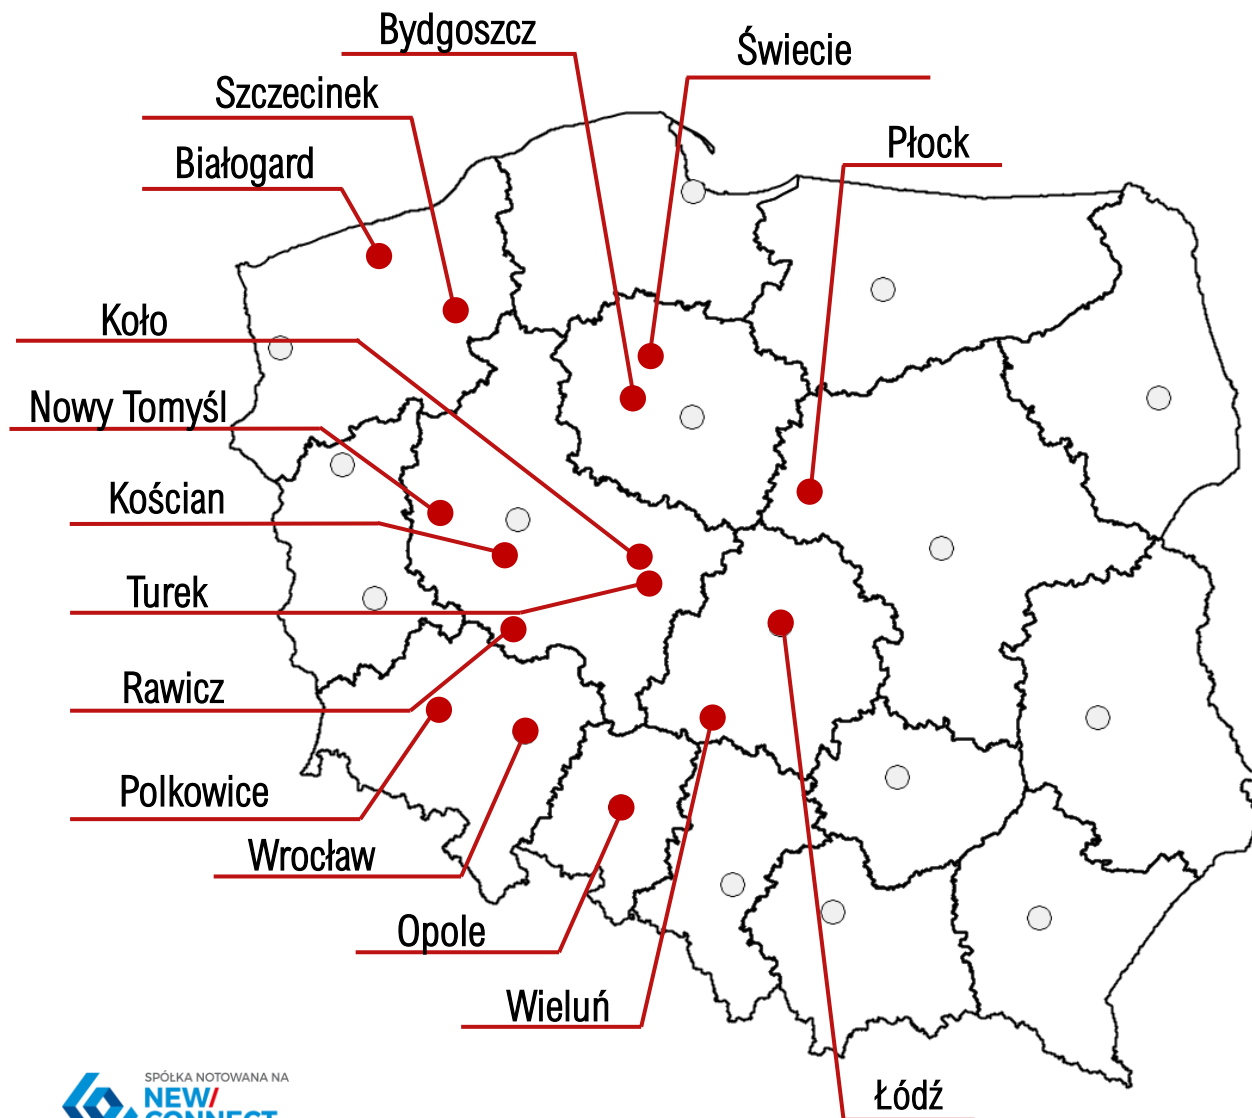 Bydgoszcz
Świecie
Szczecinek
Płock
Białogard
Koło
Nowy Tomyśl
Kościan
Turek
Rawicz
Polkowice
Wrocław
Opole
Wieluń
Łódź
SPÓŁKA NOTOWANA NA
NEW/
CONNECT